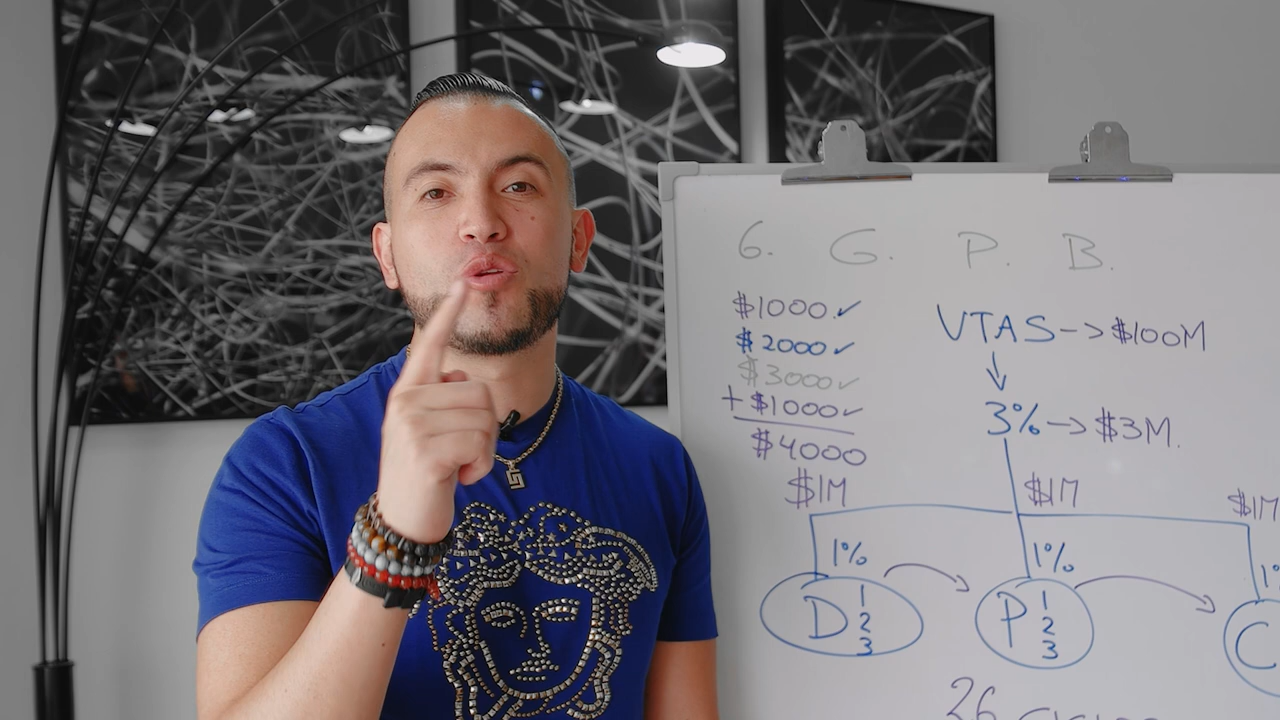 6. G. P. B.
$1000 ✓
$2000 ✓
$3000 ✓
+ $1000 ✓
$4000
VTAS --> $100M
3% -> $3M.
$1M $1M $1M
1% 1% 1%
D 1 2 3
P 1 2 3
C
26